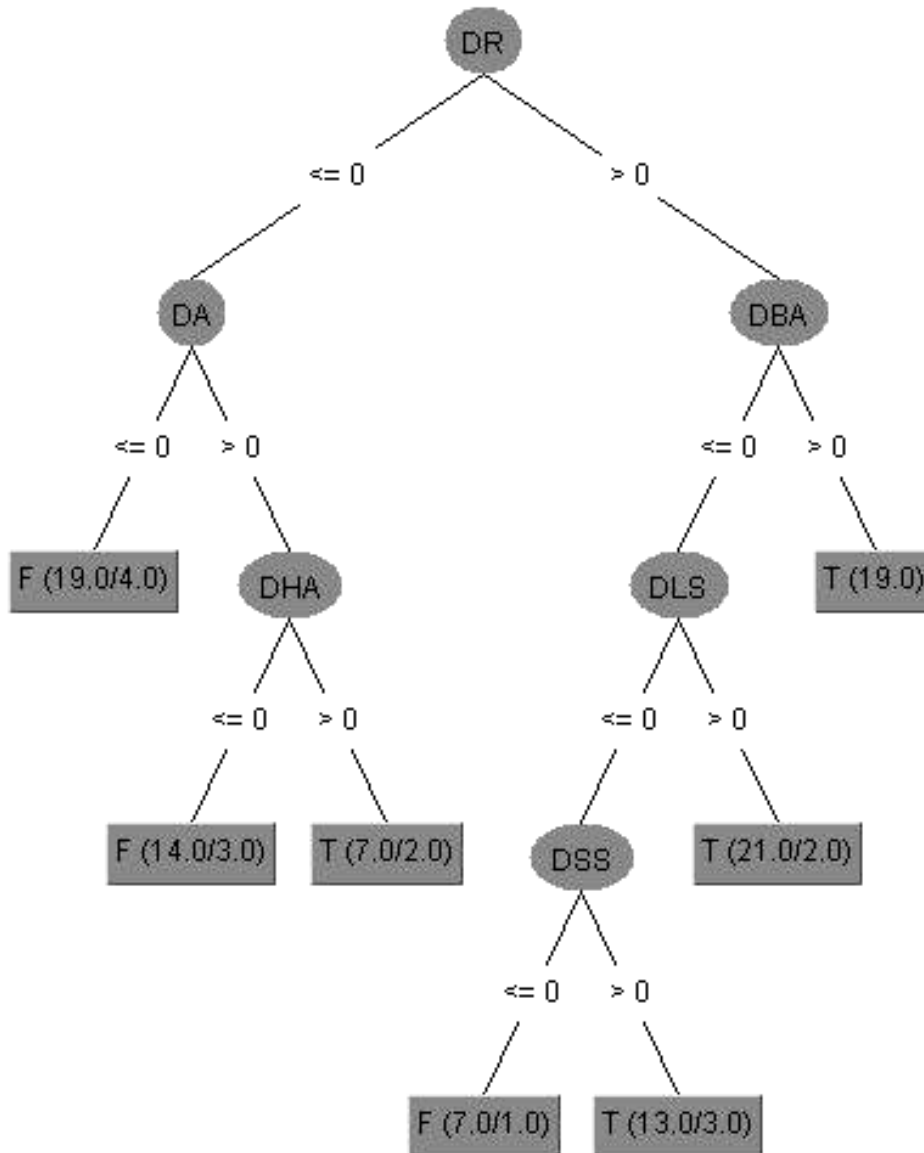 DR
<= 0
> 0
DA
DBA
<= 0
> 0
<= 0
> 0
F (19.0/4.0)
DHA
DLS
T (19.0)
<= 0
> 0
<= 0
> 0
F (14.0/3.0)
T (7.0/2.0)
DSS
T (21.0/2.0)
<= 0
> 0
F (7.0/1.0)
T (13.0/3.0)